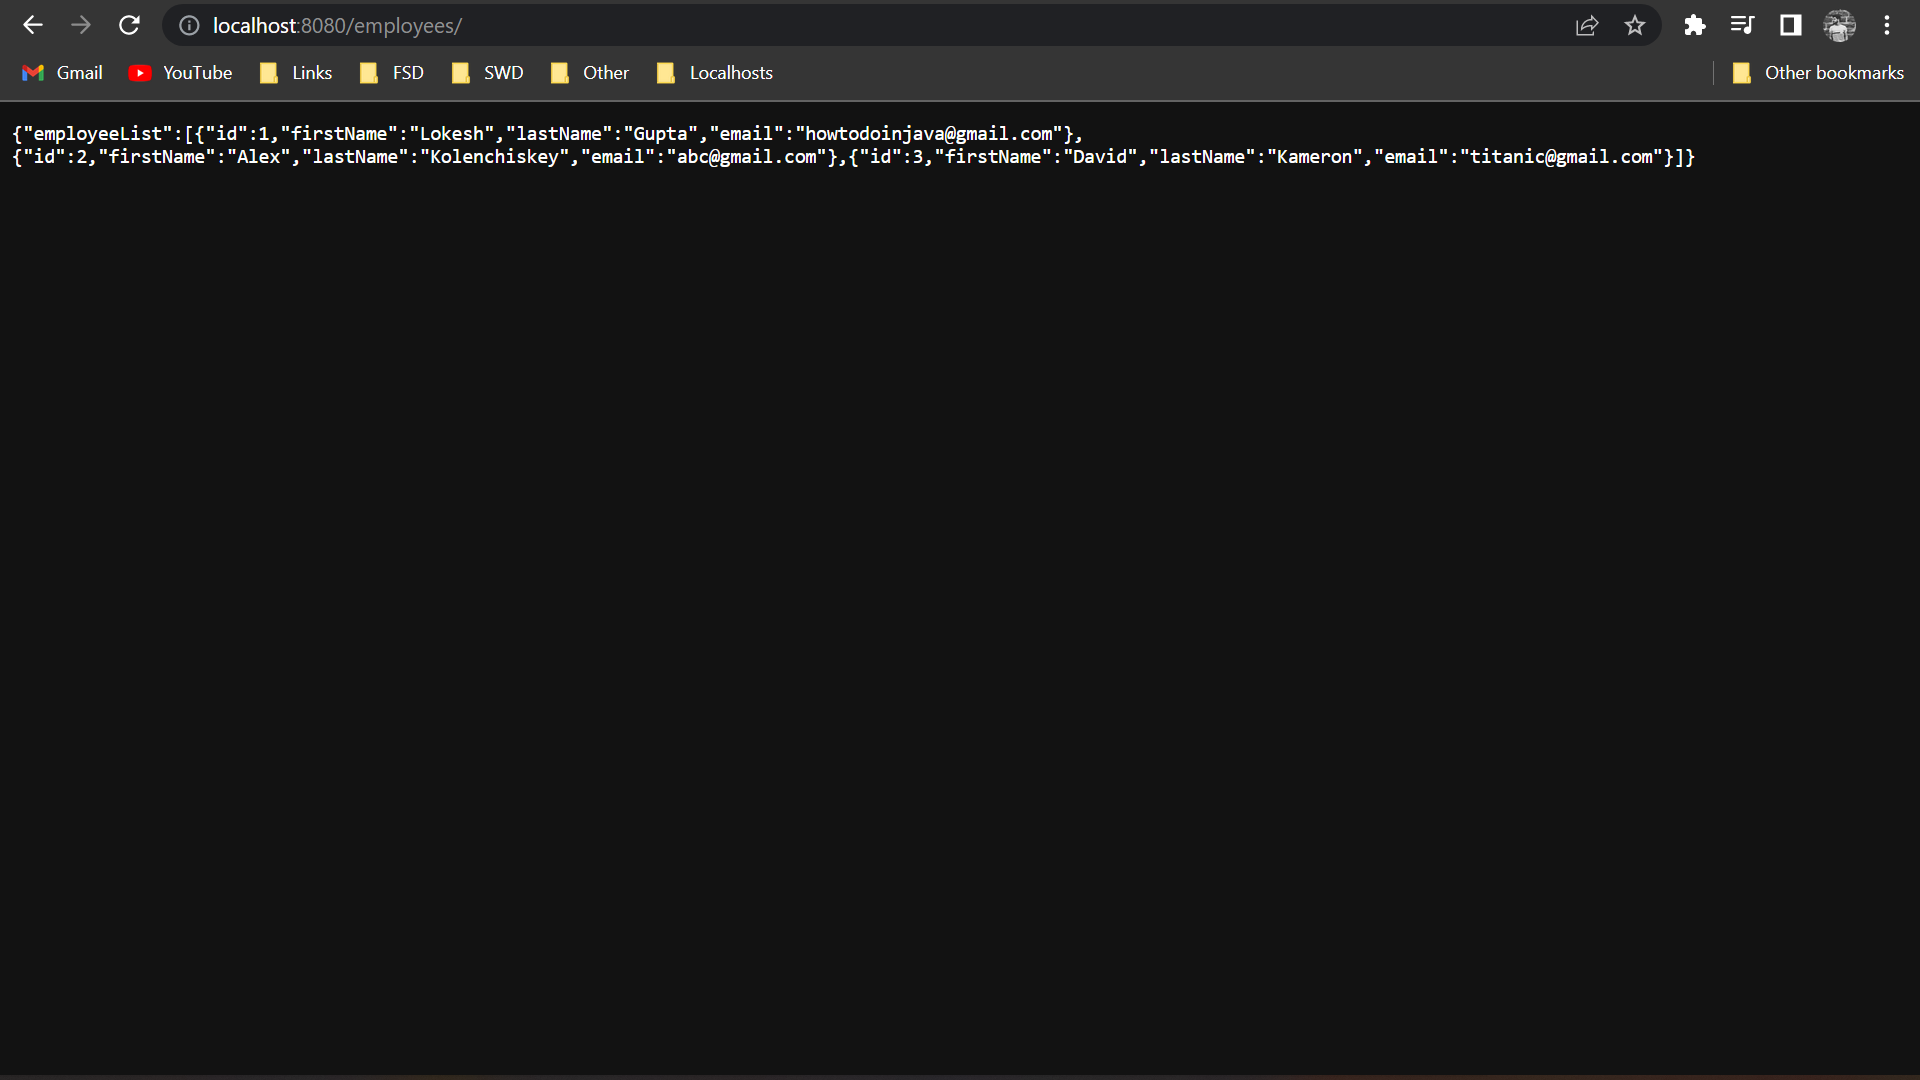 localhost:8080/employees/
Gmail YouTube Links FSD SWD Other Localhosts Other bookmarks
{"employeeList":[{"id":1,"firstName":"Lokesh","lastName":"Gupta","email":"howtodoinjava@gmail.com"},
{"id":2,"firstName":"Alex","lastName":"Kolenchiskey","email":"abc@gmail.com"},{"id":3,"firstName":"David","lastName":"Kameron","email":"titanic@gmail.com"}]}